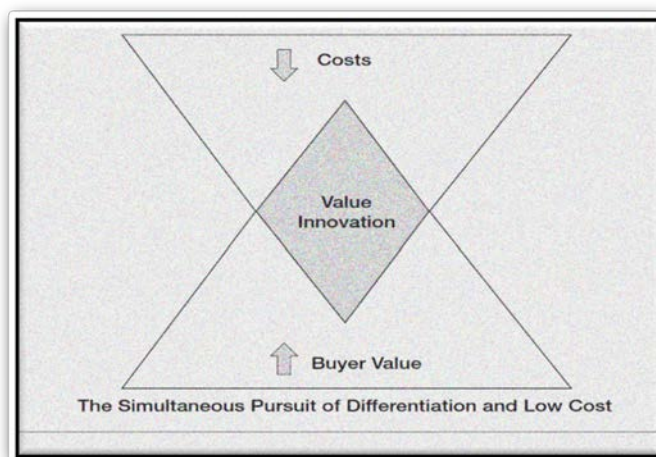 Costs
Value
Innovation
Buyer Value
The Simultaneous Pursuit of Differentiation and Low Cost